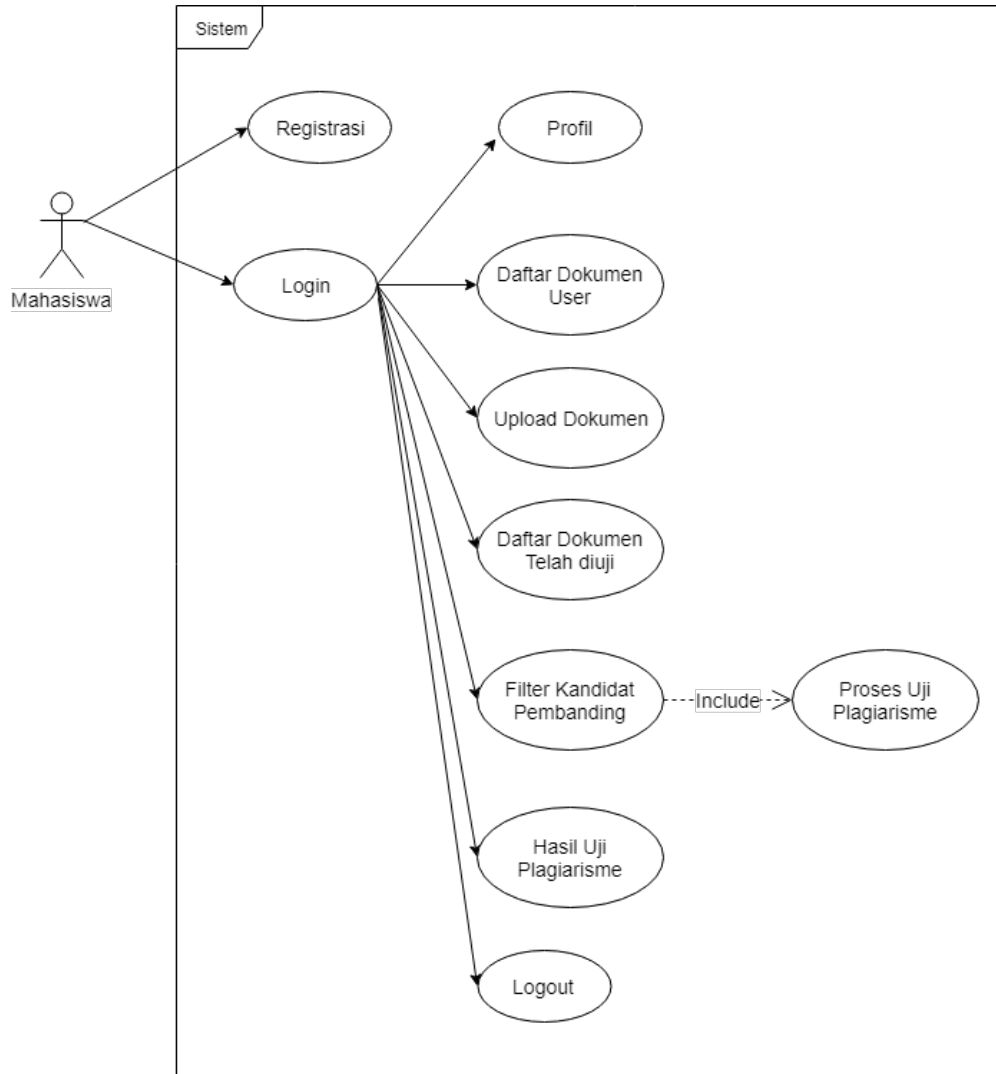 Sistem
Registrasi
Profil
Mahasiswa
Login
Daftar Dokumen
User
Upload Dokumen
Daftar Dokumen
Telah diuji
Filter Kandidat
Pembanding
Include
Proses Uji
Plagiarisme
Hasil Uji
Plagiarisme
Logout